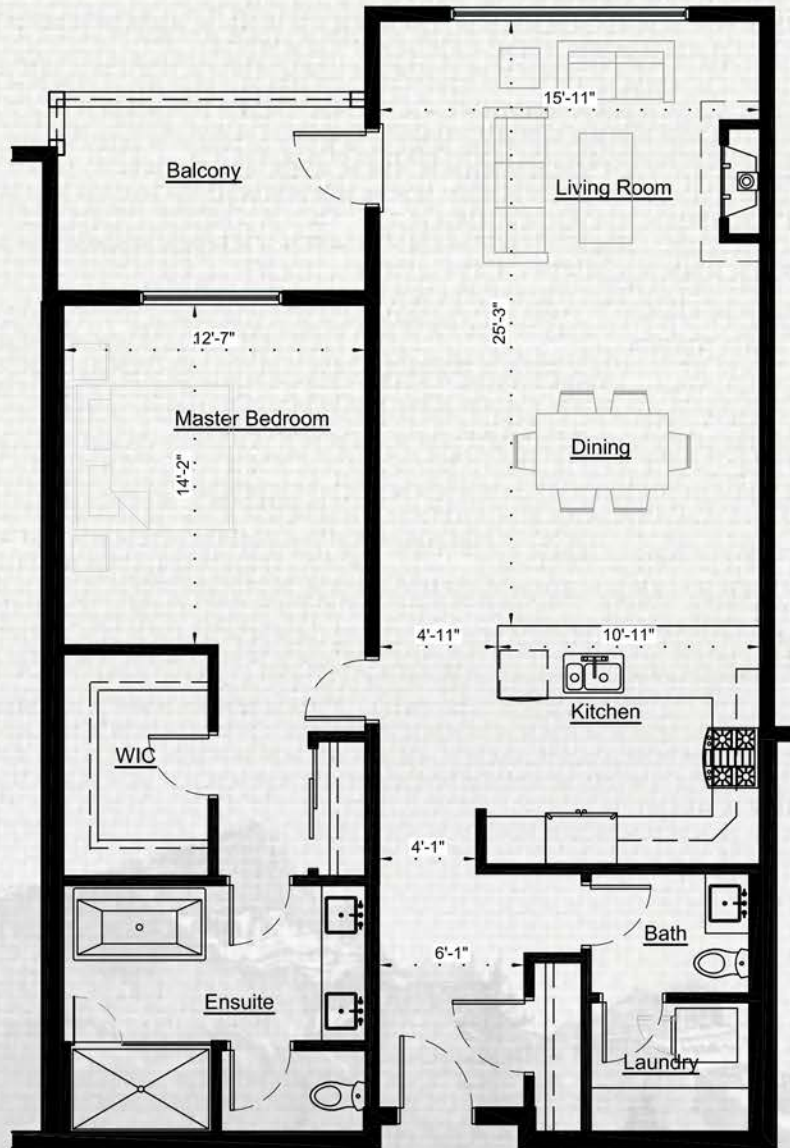 15'-11"
Balcony
Living Room
25'-3"
12'-7"
Master Bedroom
14'-2"
Dining
4'-11"
10'-11"
Kitchen
WIC
4'-1"
Bath
6'-1"
Ensuite
Laundry